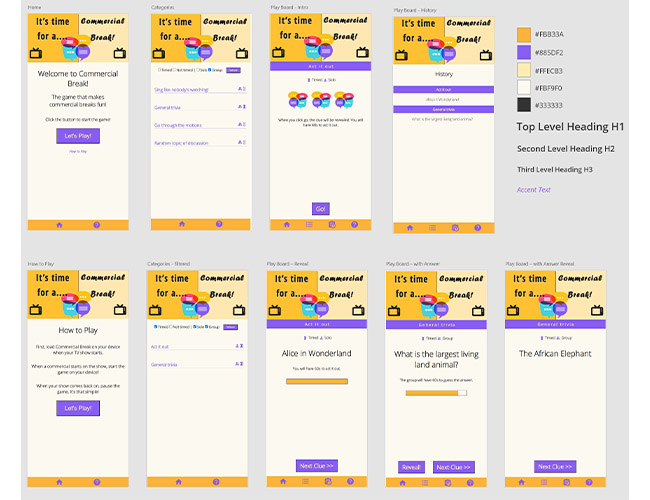 Home
It's time
for a....
Commercial
Break!
Welcome to Commercial
Break!
The game that makes
commercial breaks fun!
Click the button to start the game!
Let's Play!
How to Play
Categories
It's time
for a....
Commercial
Break!
Timed Not timed Solo Group
Sing like nobody's watching!
General trivia
Go through the motions
Random topic of discussion
Play Board - Intro
It's time
for a....
Commercial
Break!
Act it out
Timed Solo
When you click go, the clue will be revealed. You will
have 60s to act it out.
Go!
Play Board - History
It's time
for a....
Commercial
Break!
History
Act it out
Alice in Wonderland
General trivia
What is the largest living land animal?
#FBB33A
#885DF2
#FFECB3
#FBF9F0
#333333
Top Level Heading H1
Second Level Heading H2
Third Level Heading H3
Accent Text
How to Play
It's time
for a....
Commercial
Break!
How to Play
First, load Commercial Break on your device
when your TV show starts.
When a commercial starts on the show, start the
game on your device!
When your show comes back on, pause the
game. It's that simple!
Let's Play!
Categories - filtered
It's time
for a....
Commercial
Break!
Timed Not timed Solo Group
Act it out
General trivia
Play Board - Reveal
It's time
for a....
Commercial
Break!
Act it out
Timed Solo
Alice in Wonderland
You will have 60s to act it out.
Next Clue >>
Play Board - with Answer
It's time
for a....
Commercial
Break!
General trivia
Timed Group
What is the largest living
land animal?
The group will have 60s to guess the answer.
Reveal!
Next Clue >>
Play Board - with Answer Reveal
It's time
for a....
Commercial
Break!
General trivia
Timed Group
The African Elephant
Next Clue >>